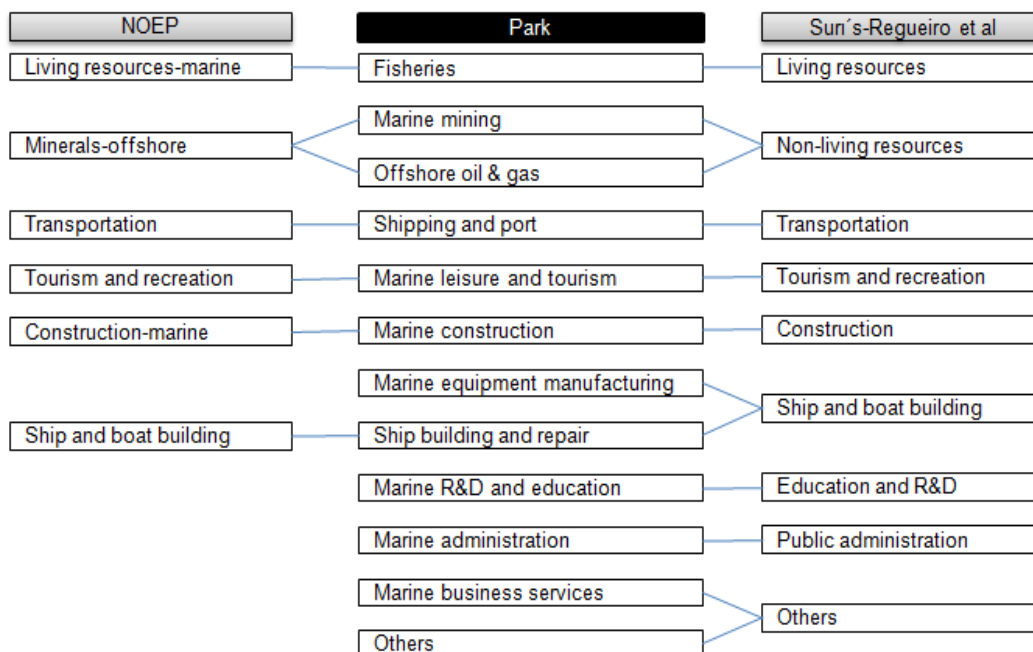 NOEP
Park
Suri´s-Regueiro et al
Living resources-marine
Fisheries
Living resources
Marine mining
Minerals-offshore
Non-living resources
Offshore oil & gas
Transportation
Shipping and port
Transportation
Tourism and recreation
Marine leisure and tourism
Tourism and recreation
Construction-marine
Marine construction
Construction
Marine equipment manufacturing
Ship and boat building
Ship and boat building
Ship building and repair
Marine R&D and education
Education and R&D
Marine administration
Public administration
Marine business services
Others
Others